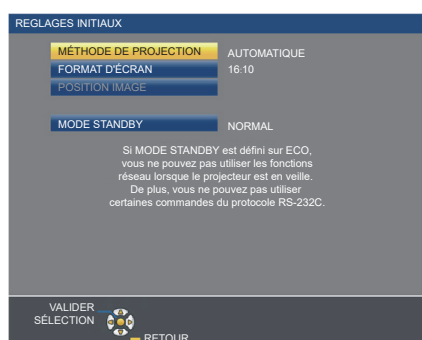 REGLAGES INITIAUX
MÉTHODE DE PROJECTION AUTOMATIQUE
FORMAT D'ÉCRAN 16:10
POSITION IMAGE
MODE STANDBY NORMAL
Si MODE STANDBY est défini sur ECO,
vous ne pouvez pas utiliser les fonctions
réseau lorsque le projecteur est en veille.
De plus, vous ne pouvez pas utiliser
certaines commandes du protocole RS-232C.
VALIDER
SÉLECTION
RETOUR